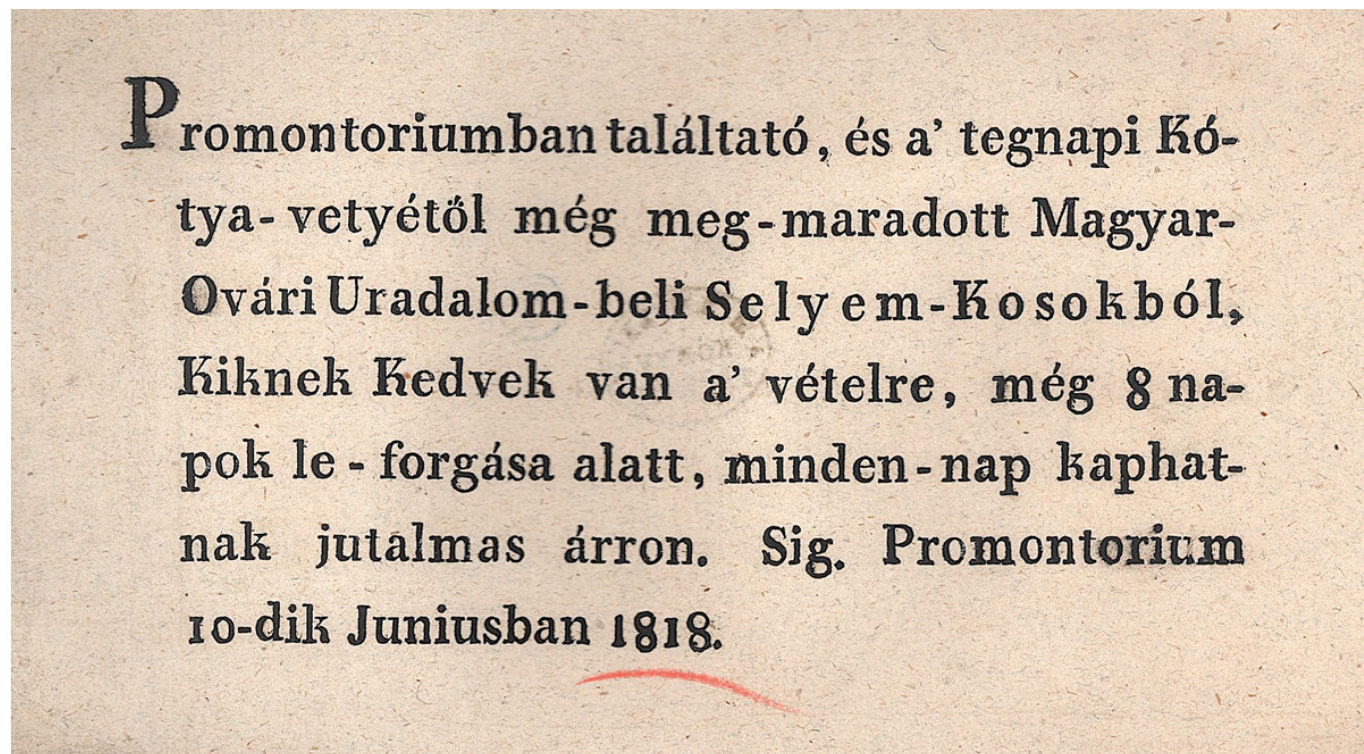 Promontoriumban találtató, és a’ tegnapi Kó-
tya-vetyétől még meg-maradott Magyar-
Ovári Uradalom-beli Selyem-Kosokból,
Kiknek Kedvek van a’ vételre, még 8 na-
pok le-forgása alatt, minden-nap kaphat-
nak jutalmas árron. Sig. Promontorium
10-dik Juniusban 1818.